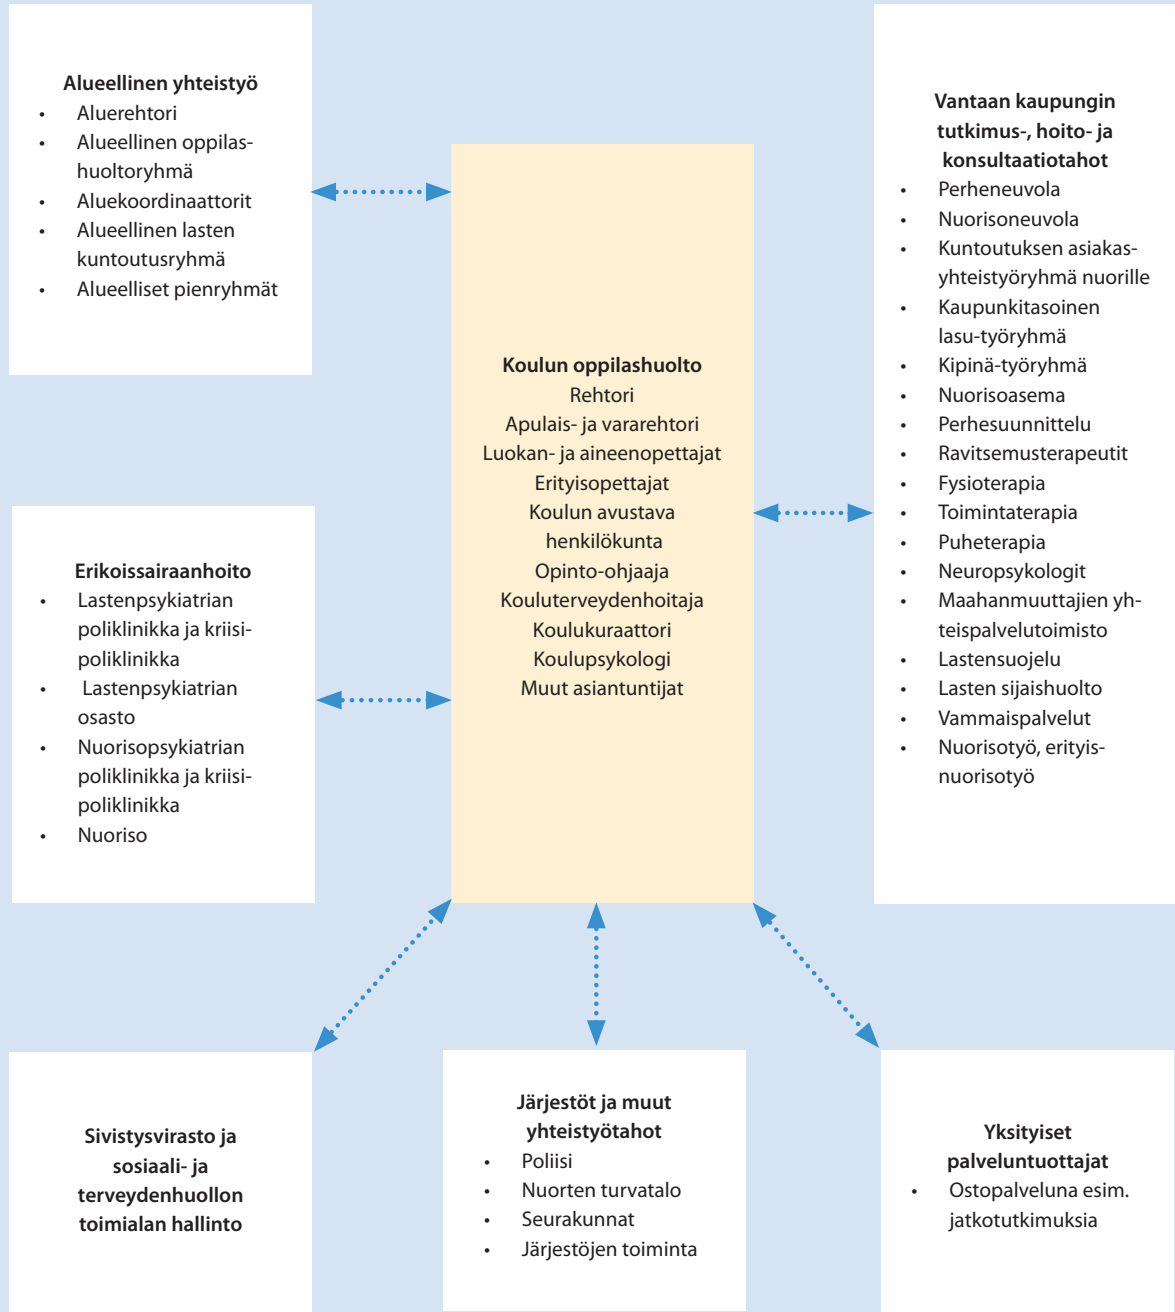 Alueellinen yhteistyö
• Aluerehtori
• Alueellinen oppilas-
huoltoryhmä
• Aluekoordinaattorit
• Alueellinen lasten
kuntoutusryhmä
• Alueelliset pienryhmät
Erikoissairaanhoito
• Lastenpsykiatrian
poliklinikka ja kriisi-
poliklinikka
• Lastenpsykiatrian
osasto
• Nuorisopsykiatrian
poliklinikka ja kriisi-
poliklinikka
• Nuoriso
Koulun oppilashuolto
Rehtori
Apulais- ja vararehtori
Luokan- ja aineenopettajat
Erityisopettajat
Koulun avustava
henkilökunta
Opinto-ohjaaja
Kouluterveydenhoitaja
Koulukuraattori
Koulupsykologi
Muut asiantuntijat
Vantaan kaupungin
tutkimus-, hoito- ja
konsultaatiotahot
• Perheneuvola
• Nuorisoneuvola
• Kuntoutuksen asiakas-
yhteistyöryhmä nuorille
• Kaupunkitasoinen
lasu-työryhmä
• Kipinä-työryhmä
• Nuorisoasema
• Perhesuunnittelu
• Ravitsemusterapeutit
• Fysioterapia
• Toimintaterapia
• Puheterapia
• Neuropsykologit
• Maahanmuuttajien yh-
teispalvelutoimisto
• Lastensuojelu
• Lasten sijaishuolto
• Vammaispalvelut
• Nuorisotyö, erityis-
nuorisotyö
Sivistysvirasto ja
sosiaali- ja
terveydenhuollon
toimialan hallinto
Järjestöt ja muut
yhteistyötahot
• Poliisi
• Nuorten turvatalo
• Seurakunnat
• Järjestöjen toiminta
Yksityiset
palveluntuottajat
• Ostopalveluna esim.
jatkotutkimuksia